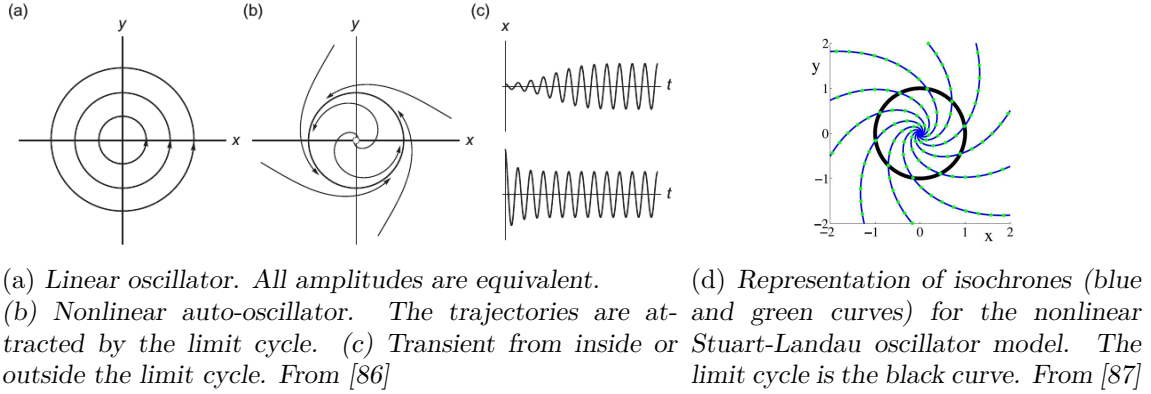 (a)
y
x
(b)
y
x
(c)
x
t
t
2
y
1
0
−1
−2
−2
−1
0
1
x
2
(a) Linear oscillator. All amplitudes are equivalent.
(b) Nonlinear auto-oscillator. The trajectories are at-
tracted by the limit cycle. (c) Transient from inside or
outside the limit cycle. From [86]
(d) Representation of isochrones (blue
and green curves) for the nonlinear
Stuart-Landau oscillator model. The
limit cycle is the black curve. From [87]